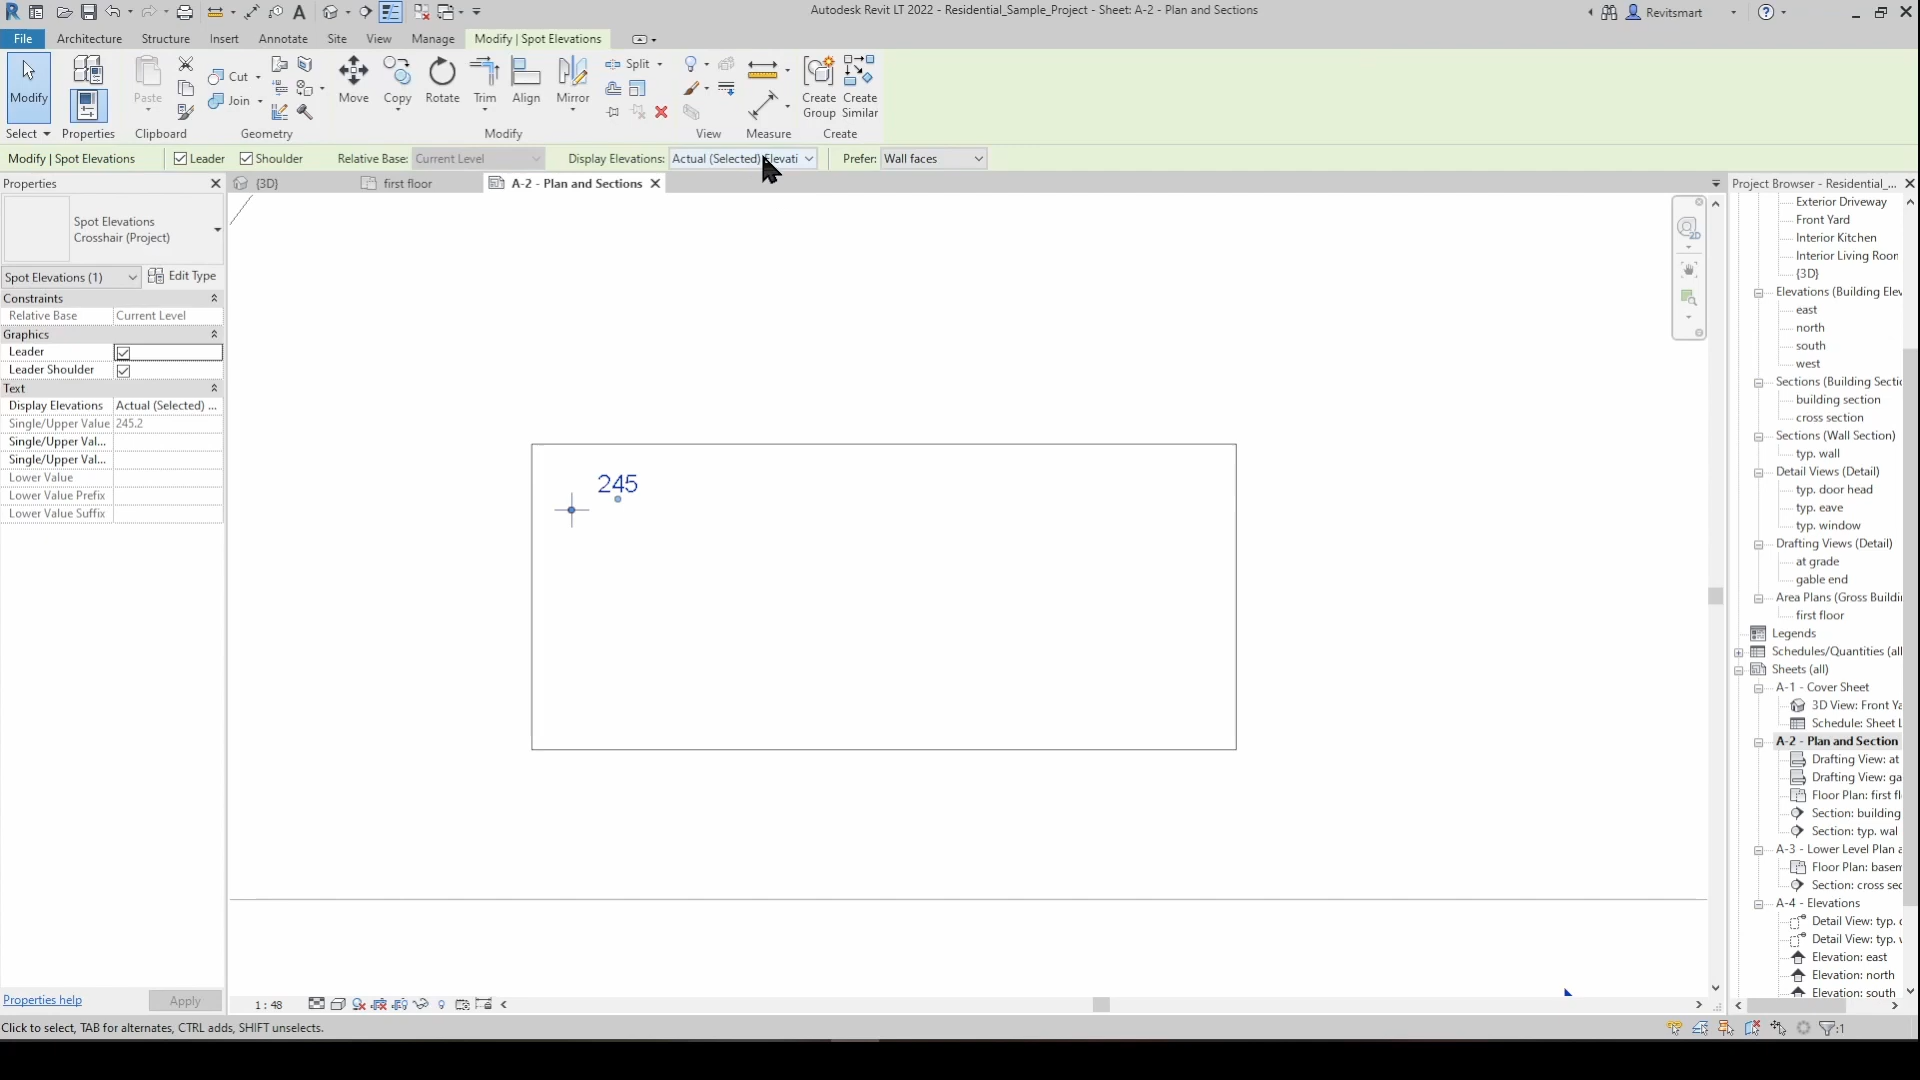 Autodesk Revit LT 2022 - Residential_Sample_Project - Sheet: A-2 - Plan and Sections
Revitsmart
File Architecture Structure Insert Annotate Site View Manage Modify | Spot Elevations
Modify
Paste
Cut
Join
Move Copy Rotate Trim Align Mirror
Split
Create Group
Create Similar
Select Properties Clipboard Geometry Modify View Measure Create
Modify | Spot Elevations Leader Shoulder Relative Base: Current Level Display Elevations: Actual (Selected) Elevati Prefer: Wall faces
Properties
{3D} first floor A-2 - Plan and Sections
Project Browser - Residential_...
Spot Elevations
Crosshair (Project)
Spot Elevations (1) Edit Type
Constraints
Relative Base Current Level
Graphics
Leader
Leader Shoulder
Text
Display Elevations Actual (Selected) ...
Single/Upper Value 245.2
Single/Upper Val...
Single/Upper Val...
Lower Value
Lower Value Prefix
Lower Value Suffix
245
2D
Exterior Driveway
Front Yard
Interior Kitchen
Interior Living Roon
{3D}
Elevations (Building Elev
east
north
south
west
Sections (Building Sectio
building section
cross section
Sections (Wall Section)
typ. wall
Detail Views (Detail)
typ. door head
typ. eave
typ. window
Drafting Views (Detail)
at grade
gable end
Area Plans (Gross Buildin
first floor
Legends
Schedules/Quantities (all
Sheets (all)
A-1 - Cover Sheet
3D View: Front Ya
Schedule: Sheet L
A-2 - Plan and Section
Drafting View: at
Drafting View: ga
Floor Plan: first fl
Section: building
Section: typ. wal
A-3 - Lower Level Plan a
Floor Plan: basem
Section: cross sec
A-4 - Elevations
Detail View: typ. d
Detail View: typ. v
Elevation: east
Elevation: north
Elevation: south
Properties help Apply
1 : 48
Click to select, TAB for alternates, CTRL adds, SHIFT unselects.
:1